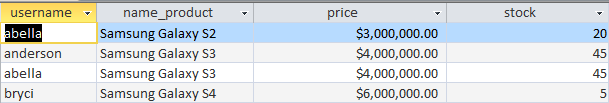 username name_product price stock
abella Samsung Galaxy S2 $3,000,000.00 20
anderson Samsung Galaxy S3 $4,000,000.00 45
abella Samsung Galaxy S3 $4,000,000.00 45
bryci Samsung Galaxy S4 $6,000,000.00 5